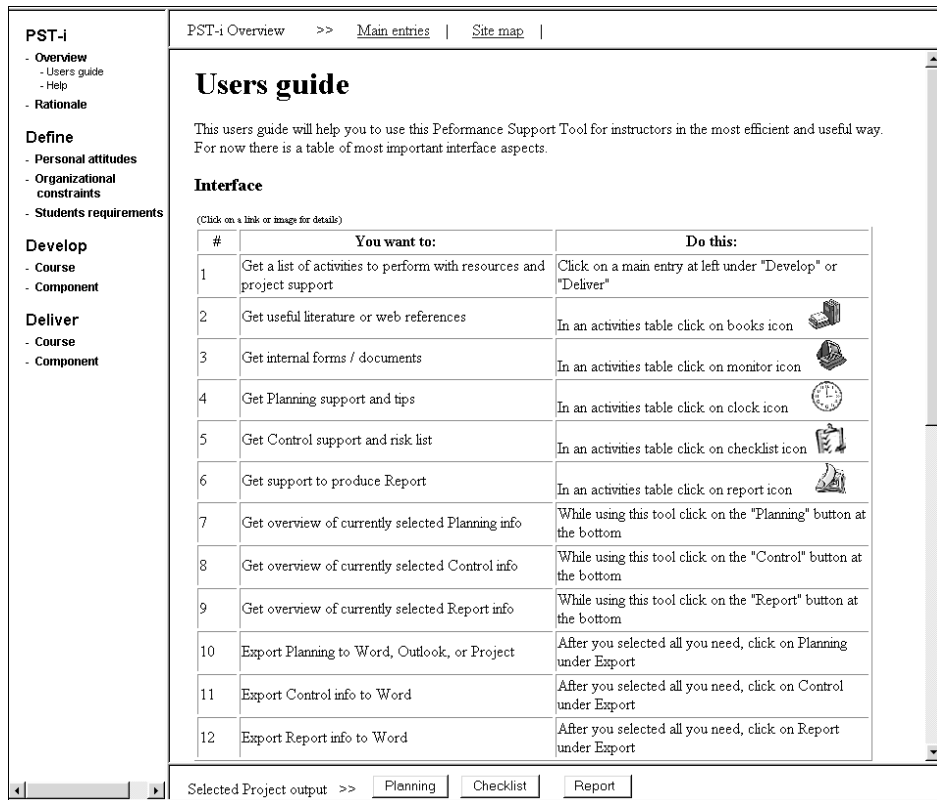 PST-i
- Overview
- Users guide
- Help
- Rationale
Define
- Personal attitudes
- Organizational
constraints
- Students requirements
Develop
- Course
- Component
Deliver
- Course
- Component
PST-i Overview >> Main entries | Site map |
Users guide
This users guide will help you to use this Peformance Support Tool for instructors in the most efficient and useful way.
For now there is a table of most important interface aspects.
Interface
(Click on a link or image for details)
# You want to: Do this:
1 Get a list of activities to perform with resources and project support Click on a main entry at left under "Develop" or "Deliver"
2 Get useful literature or web references In an activities table click on books icon
3 Get internal forms / documents In an activities table click on monitor icon
4 Get Planning support and tips In an activities table click on clock icon
5 Get Control support and risk list In an activities table click on checklist icon
6 Get support to produce Report In an activities table click on report icon
7 Get overview of currently selected Planning info While using this tool click on the "Planning" button at the bottom
8 Get overview of currently selected Control info While using this tool click on the "Control" button at the bottom
9 Get overview of currently selected Report info While using this tool click on the "Report" button at the bottom
10 Export Planning to Word, Outlook, or Project After you selected all you need, click on Planning under Export
11 Export Control info to Word After you selected all you need, click on Control under Export
12 Export Report info to Word After you selected all you need, click on Report under Export
Selected Project output >> Planning Checklist Report